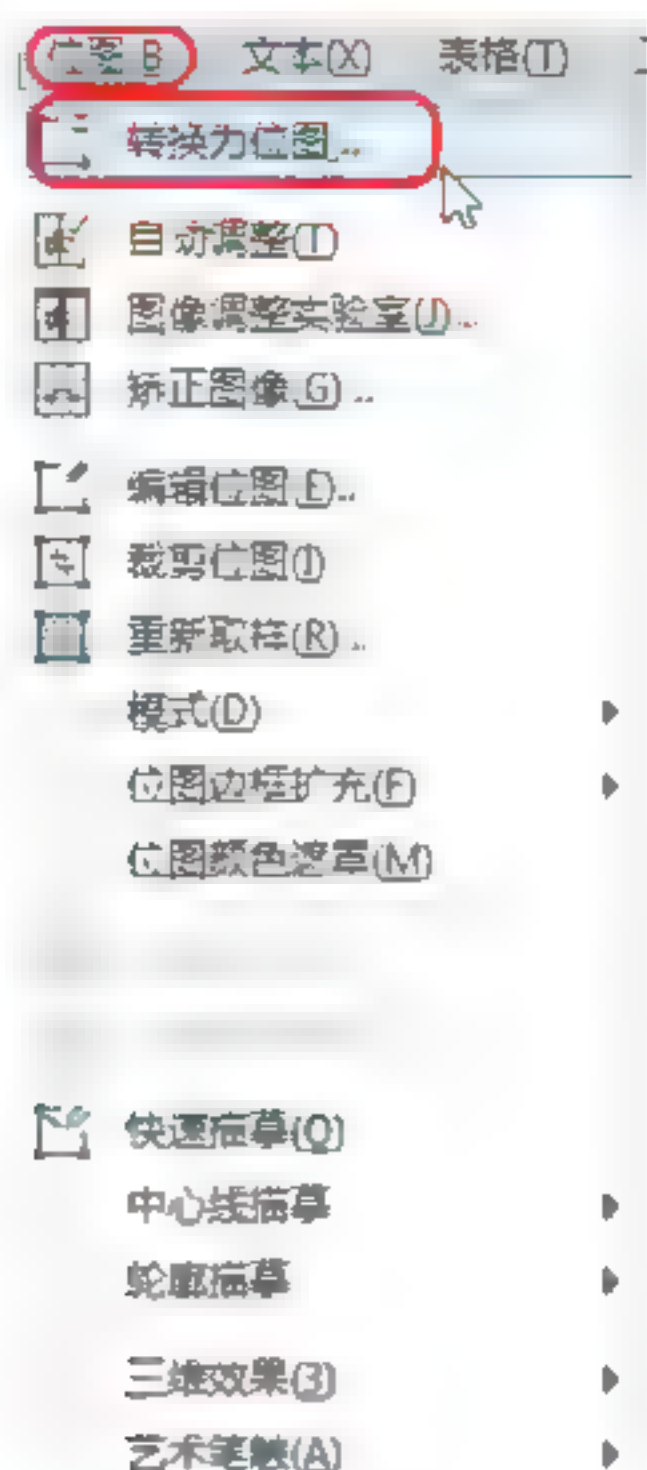 位图 B 文本(X) 表格(T)
转换为位图...
自动调整(T)
图像调整实验室(J)...
矫正图像(G)...
编辑位图(E)...
裁剪位图(I)
重新取样(R)...
模式(D)
位图边框扩充(F)
位图颜色遮罩(M)
快速描摹(Q)
中心线描摹
轮廓描摹
三维效果(3)
艺术笔触(A)